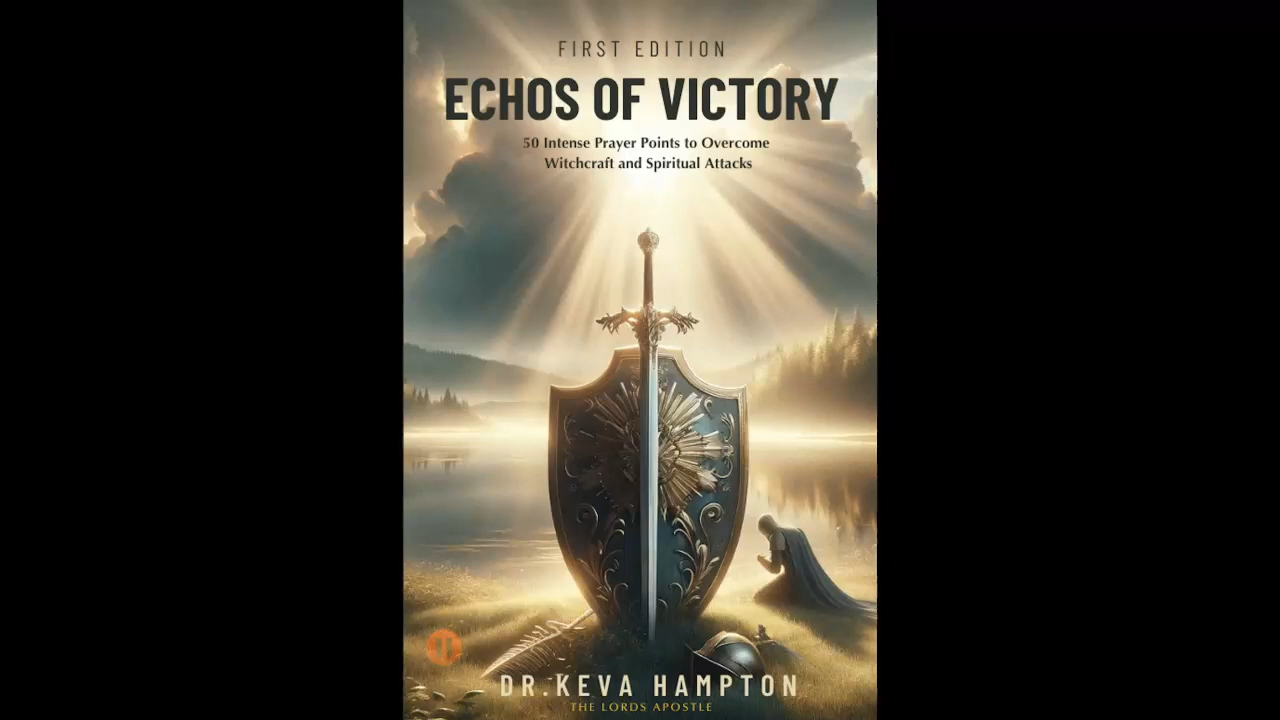 FIRST EDITION
ECHOS OF VICTORY
50 Intense Prayer Points to Overcome
Witchcraft and Spiritual Attacks
DR.KEVA HAMPTON
THE LORDS APOSTLE